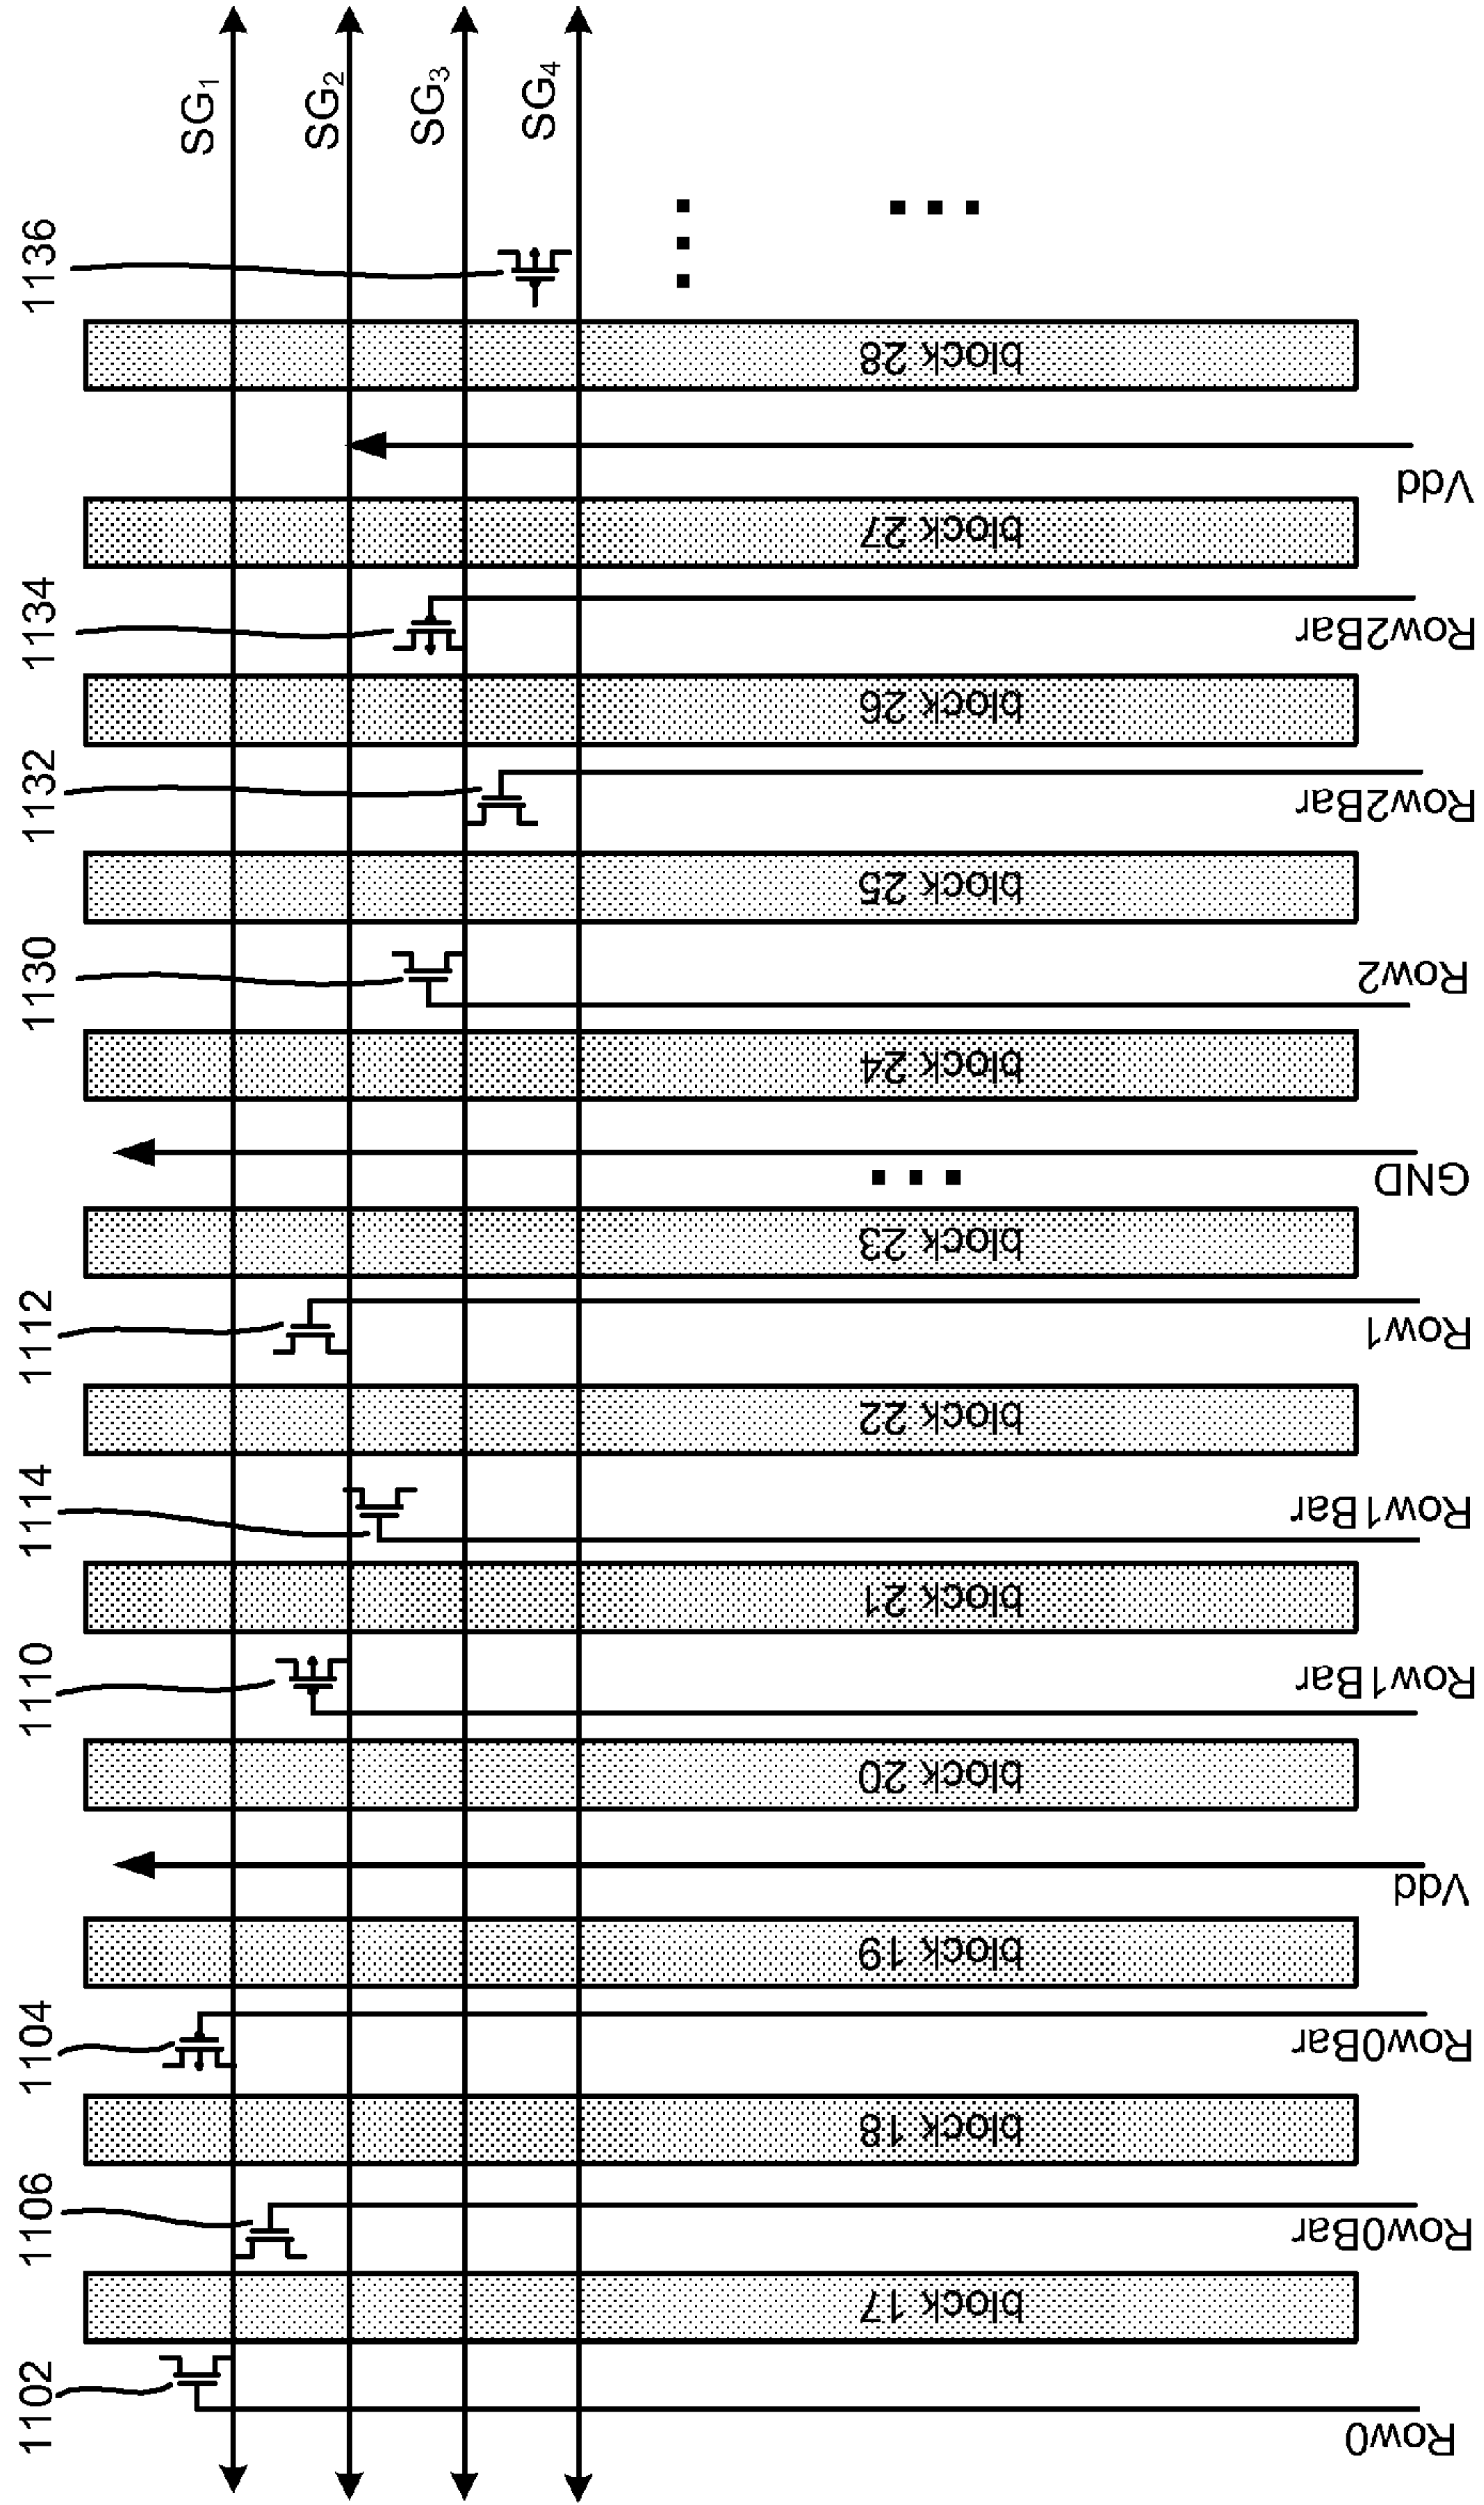 SG1
SG2
SG3
SG4
1136
block 28
Vdd
block 27
1134
Row2Bar
block 26
1132
Row2Bar
block 25
1130
Row2
block 24
GND
block 23
1112
Row1
block 22
1114
Row1Bar
block 21
1110
Row1Bar
block 20
Vdd
block 19
1104
Row0Bar
block 18
1106
Row0Bar
block 17
1102
Row0